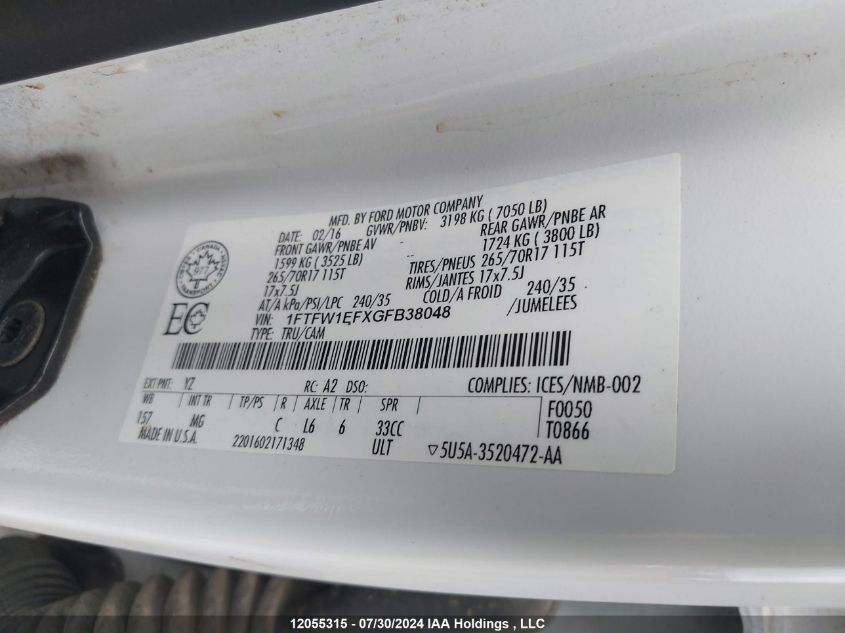 MFD. BY FORD MOTOR COMPANY
DATE: 02/16 GVWR/PNBV: 3198 KG ( 7050 LB)
FRONT GAWR/PNBE AV - REAR GAWR/PNBE AR
1599 KG ( 3525 LB) -- 1724 KG ( 3800 LB)
265/70R17 115T TIRES/PNEUS 265/70R17 115T
17x7.5J RIMS/JANTES 17x7.5J
AT/A kPa/PSI/LPC 240/35 COLD/A FROID 240/35
VIN: 1FTFW1EFXGFB38048 /JUMELEES
TYPE: TRU/CAM
CANADA
977
TRANSPORT
EC
EXT PNT: YZ RC: A2 DSO: COMPLIES: ICES/NMB-002
WB INT TR TP/PS R AXLE TR SPR F0050
157 MG C L6 6 33CC T0866
MADE IN U.S.A. 2201602171348 ULT ▽5U5A-3520472-AA
12055315 - 07/30/2024 IAA Holdings , LLC